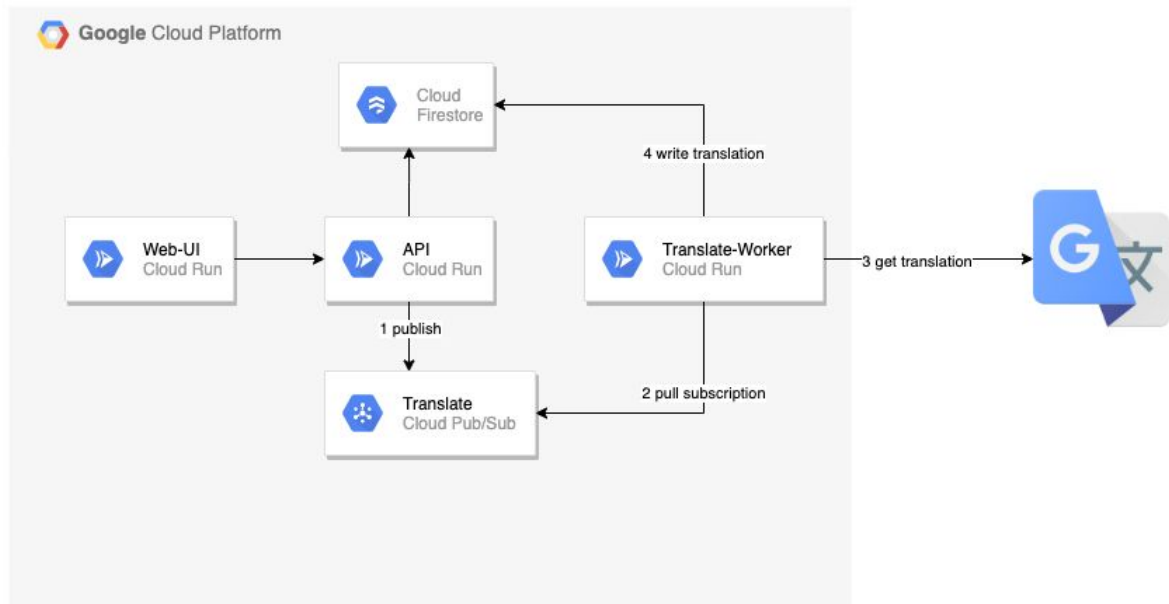 Google Cloud Platform
Cloud
Firestore
4 write translation
Web-UI
Cloud Run
API
Cloud Run
Translate-Worker
Cloud Run
3 get translation
G
文
1 publish
2 pull subscription
Translate
Cloud Pub/Sub